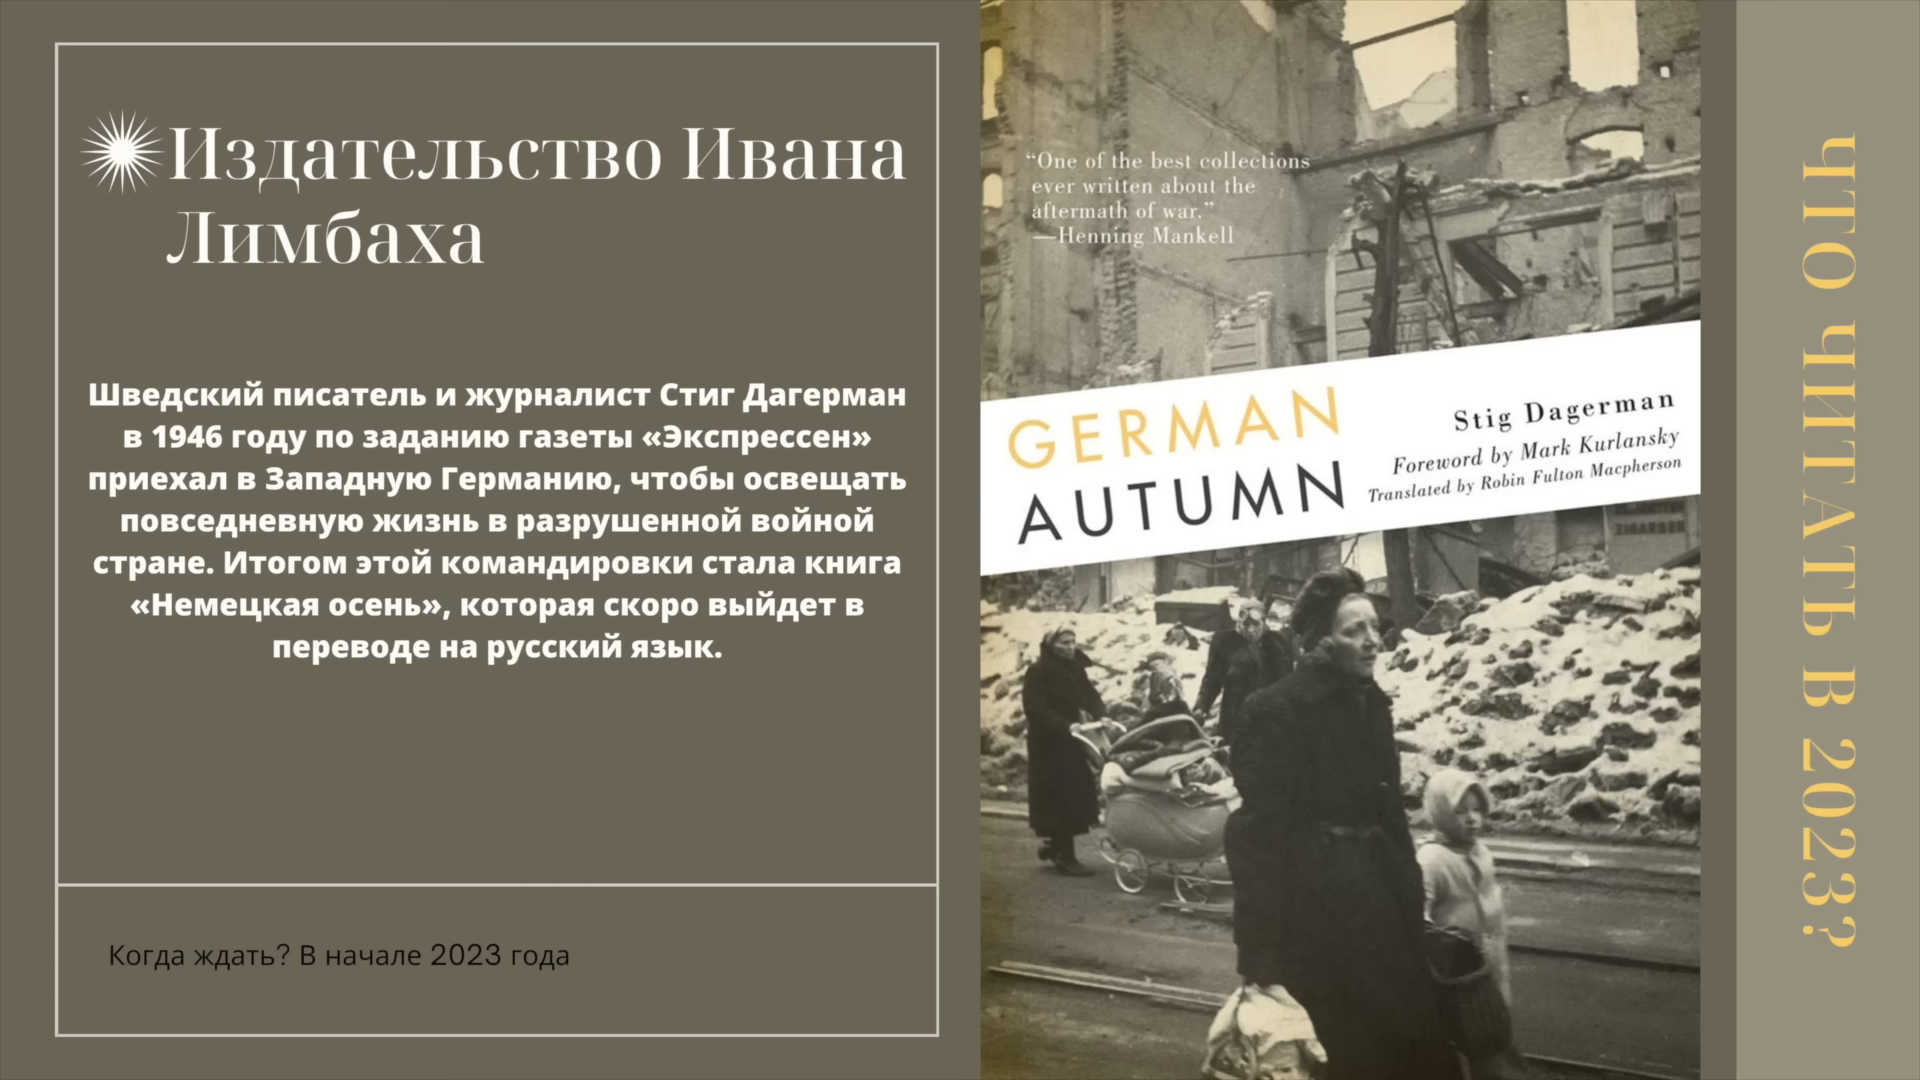 Издательство Ивана
Лимбаха
Шведский писатель и журналист Стиг Дагерман
в 1946 году по заданию газеты «Экспрессен»
приехал в Западную Германию, чтобы освещать
повседневную жизнь в разрушенной войной
стране. Итогом этой командировки стала книга
«Немецкая осень», которая скоро выйдет в
переводе на русский язык.
Когда ждать? В начале 2023 года
“One of the best collections
ever written about the
aftermath of war.”
—Henning Mankell
GERMAN
AUTUMN
Stig Dagerman
Foreword by Mark Kurlansky
Translated by Robin Fulton Macpherson
ЧТО ЧИТАТЬ В 2023?